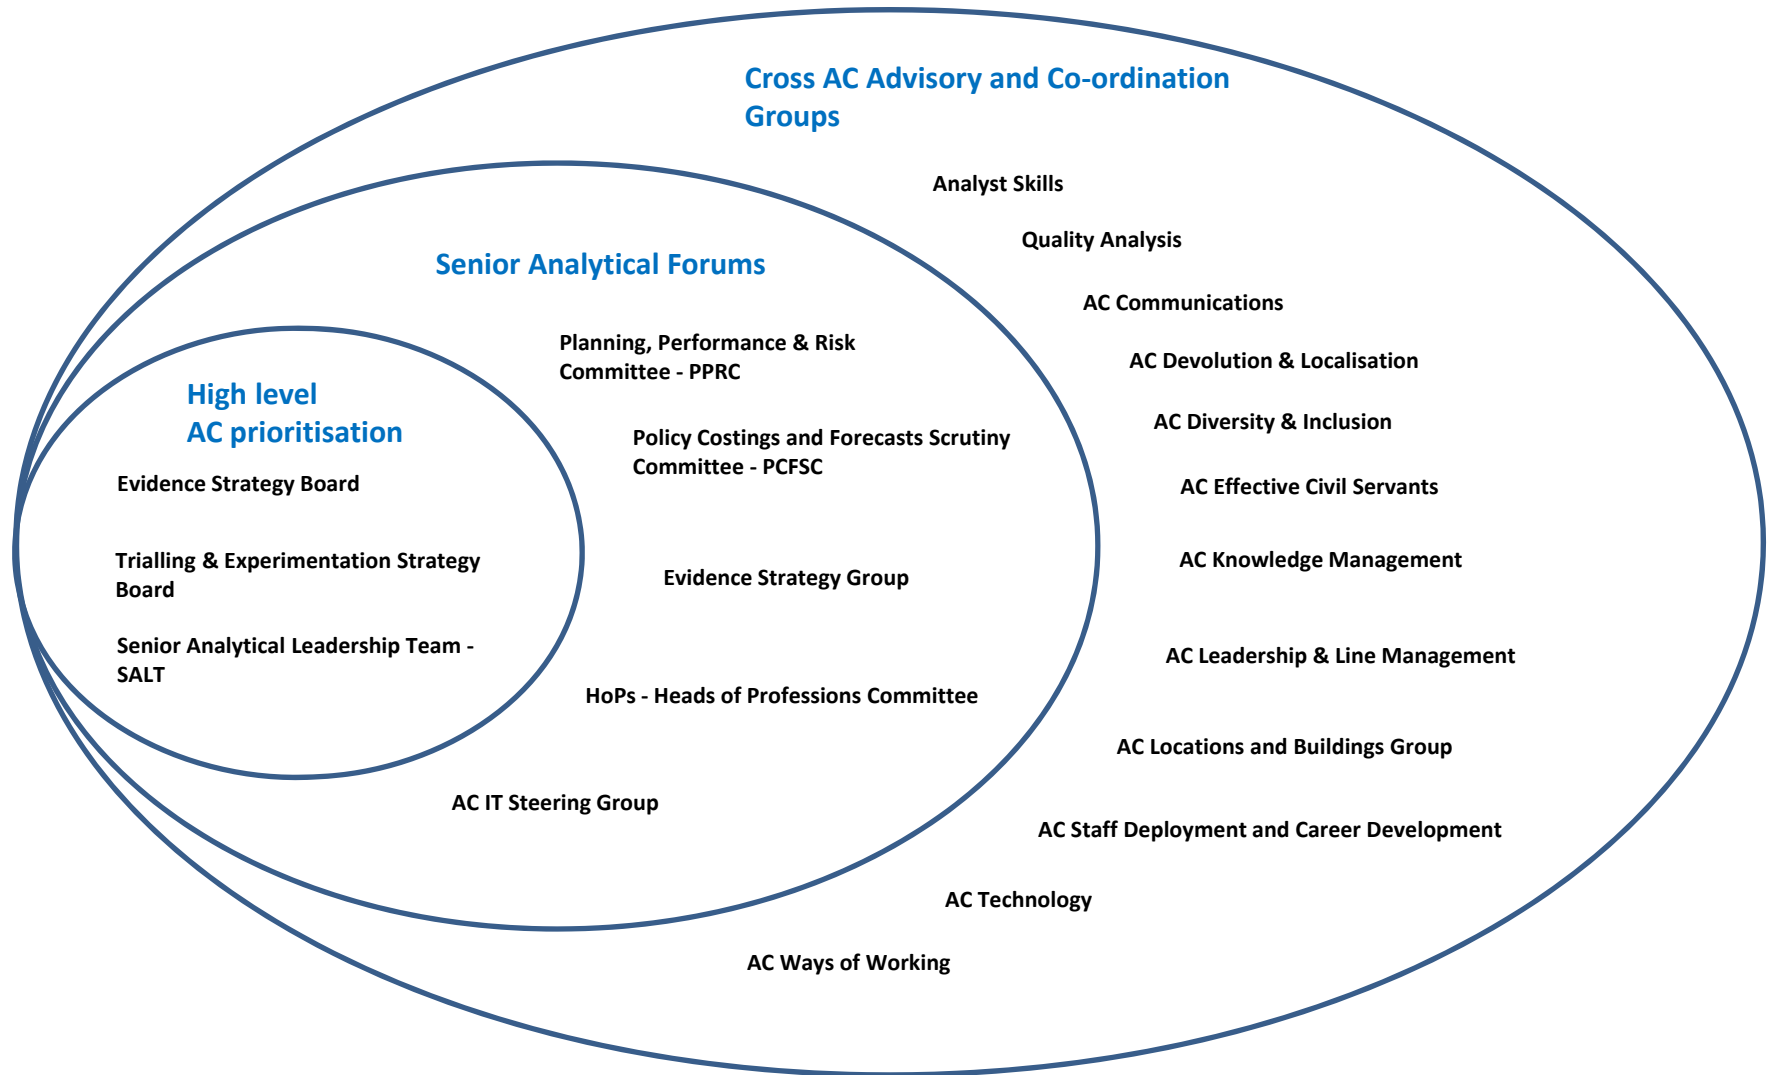 Cross AC Advisory and Co-ordination
Groups
Analyst Skills
Quality Analysis
AC Communications
AC Devolution & Localisation
AC Diversity & Inclusion
AC Effective Civil Servants
AC Knowledge Management
AC Leadership & Line Management
AC Locations and Buildings Group
AC Staff Deployment and Career Development
AC Technology
AC Ways of Working
Senior Analytical Forums
Planning, Performance & Risk
Committee - PPRC
Policy Costings and Forecasts Scrutiny
Committee - PCFSC
Evidence Strategy Group
HoPs - Heads of Professions Committee
AC IT Steering Group
High level
AC prioritisation
Evidence Strategy Board
Trialling & Experimentation Strategy
Board
Senior Analytical Leadership Team -
SALT